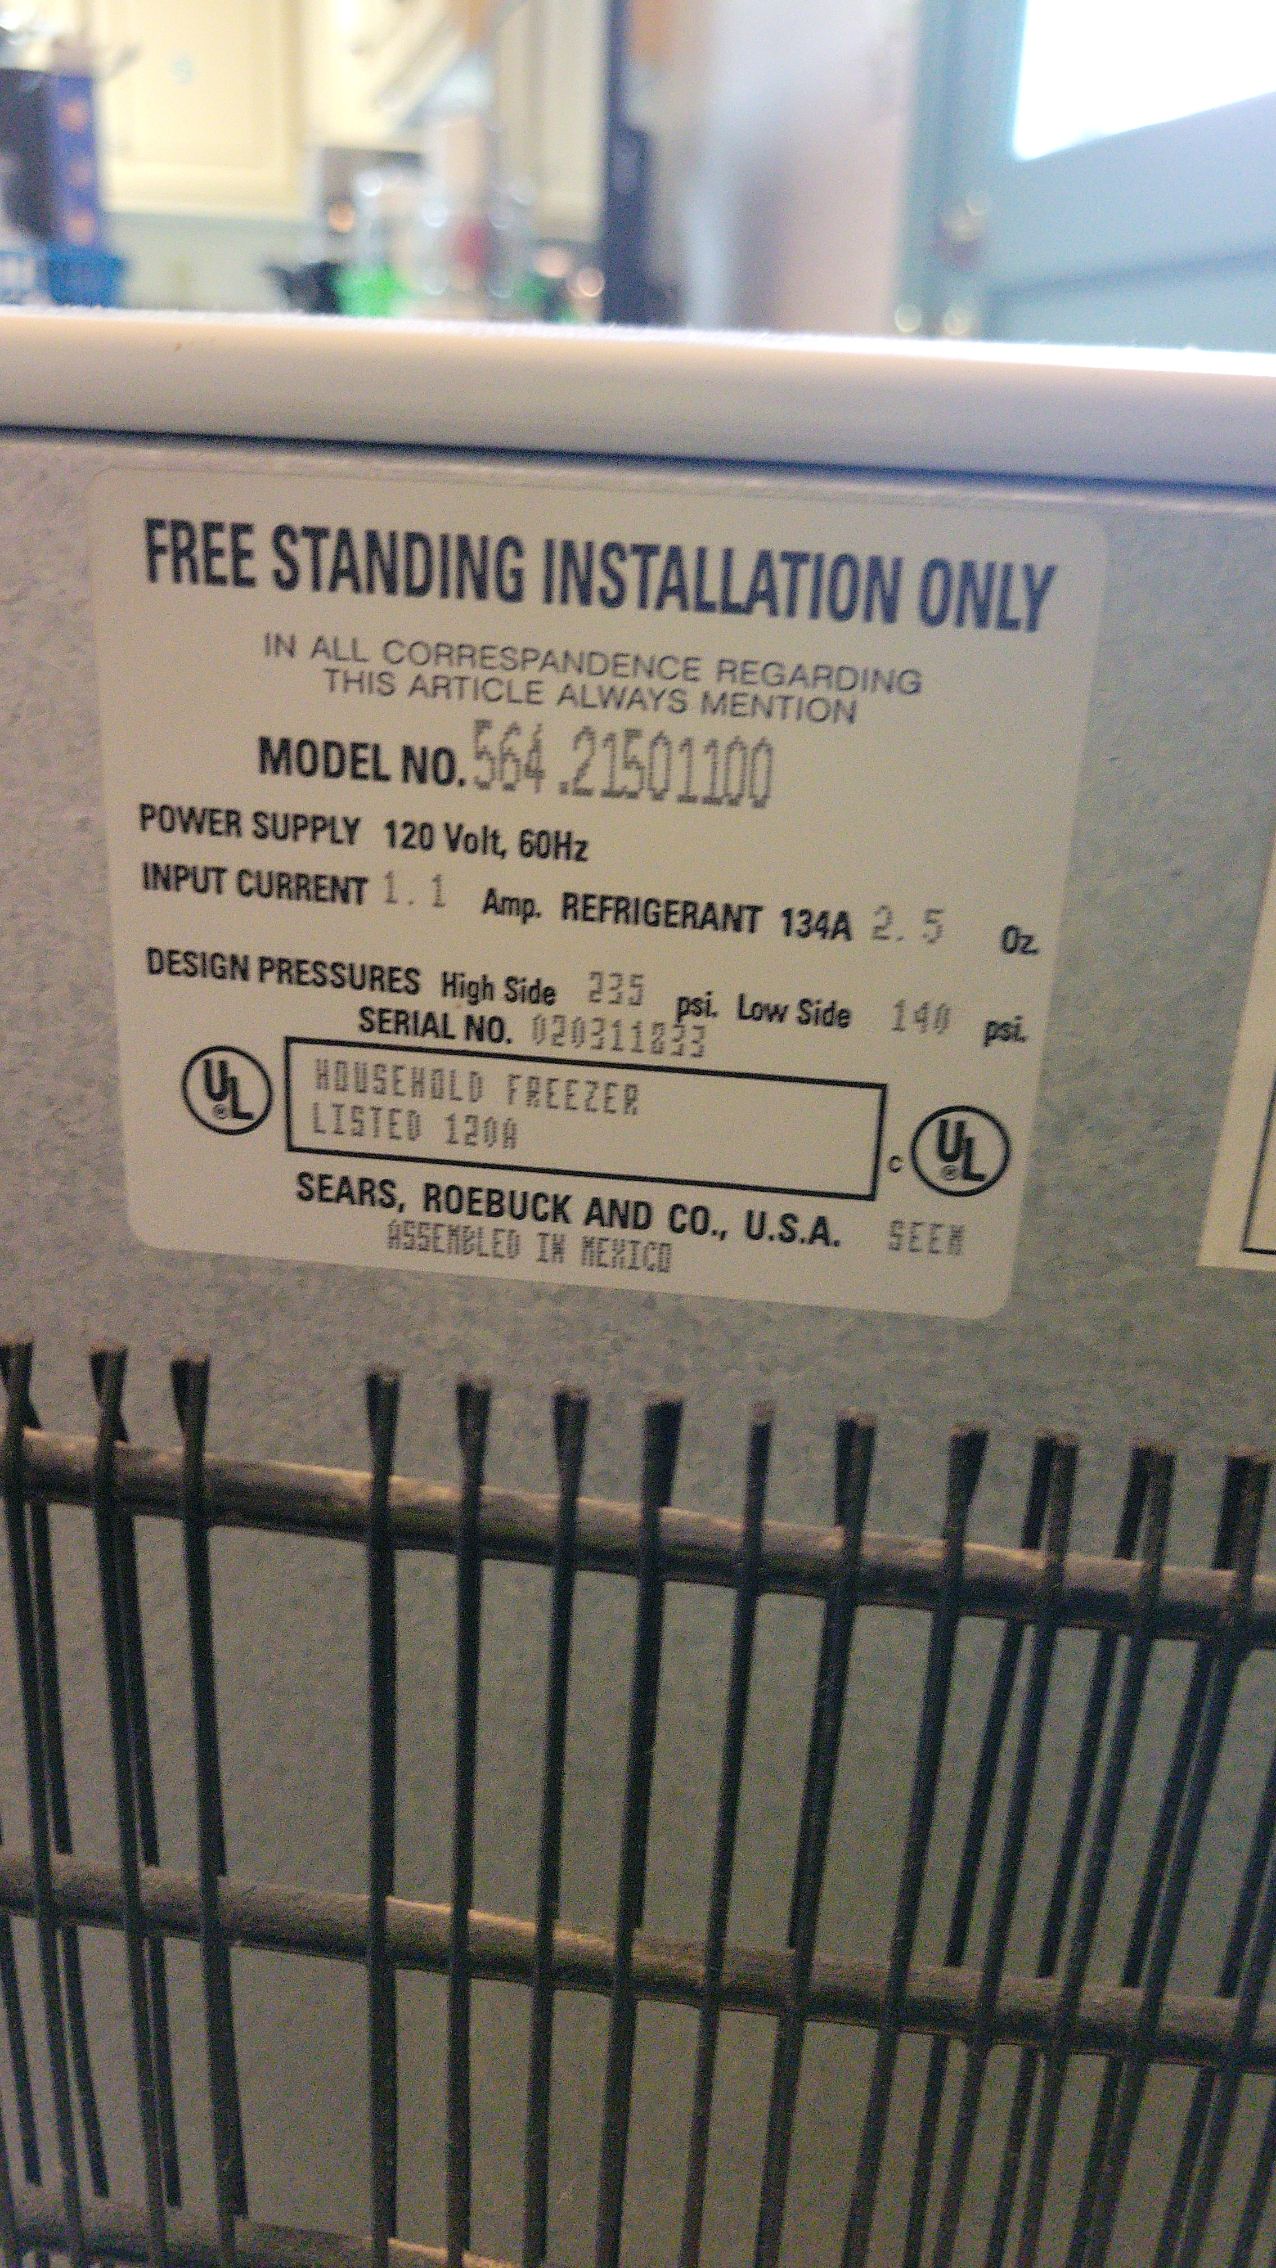 FREE STANDING INSTALLATION ONLY
IN ALL CORRESPANDENCE REGARDING
THIS ARTICLE ALWAYS MENTION
MODEL NO. 564.21501100
POWER SUPPLY 120 Volt, 60Hz
INPUT CURRENT 1.1 Amp. REFRIGERANT 134A 2.5 Oz.
DESIGN PRESSURES High Side 235 psi. Low Side 140 psi.
SERIAL NO. 020311833
UL HOUSEHOLD FREEZER
LISTED 120A
C UL
SEARS, ROEBUCK AND CO., U.S.A. SEEM
ASSEMBLED IN MEXICO